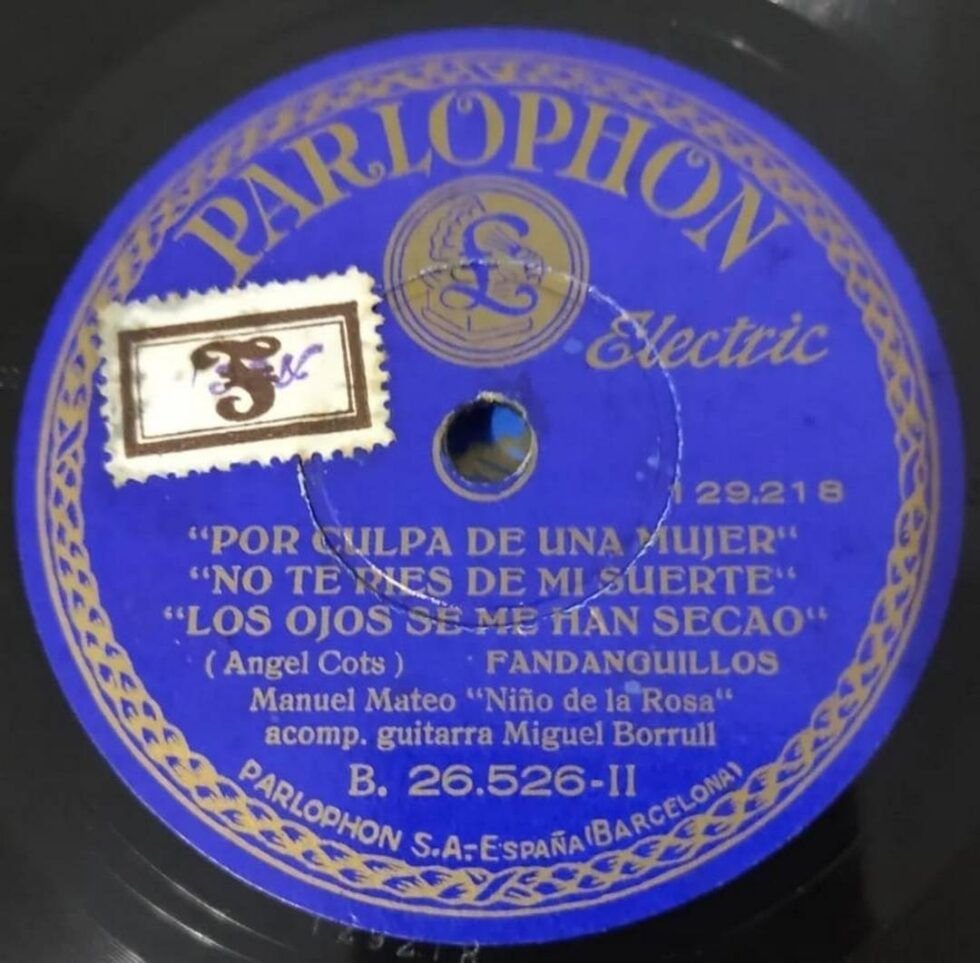 PARLOPHON
£
Electric
F
129.218
“POR CULPA DE UNA MUJER“
“NO TE RIES DE MI SUERTE“
“LOS OJOS SE ME HAN SECAO“
(Angel Cots) FANDANGUILLOS
Manuel Mateo “Niño de la Rosa“
acomp. guitarra Miguel Borrull
B. 26.526-II
PARLOPHON S.A.-ESPAÑA (BARCELONA)
129218